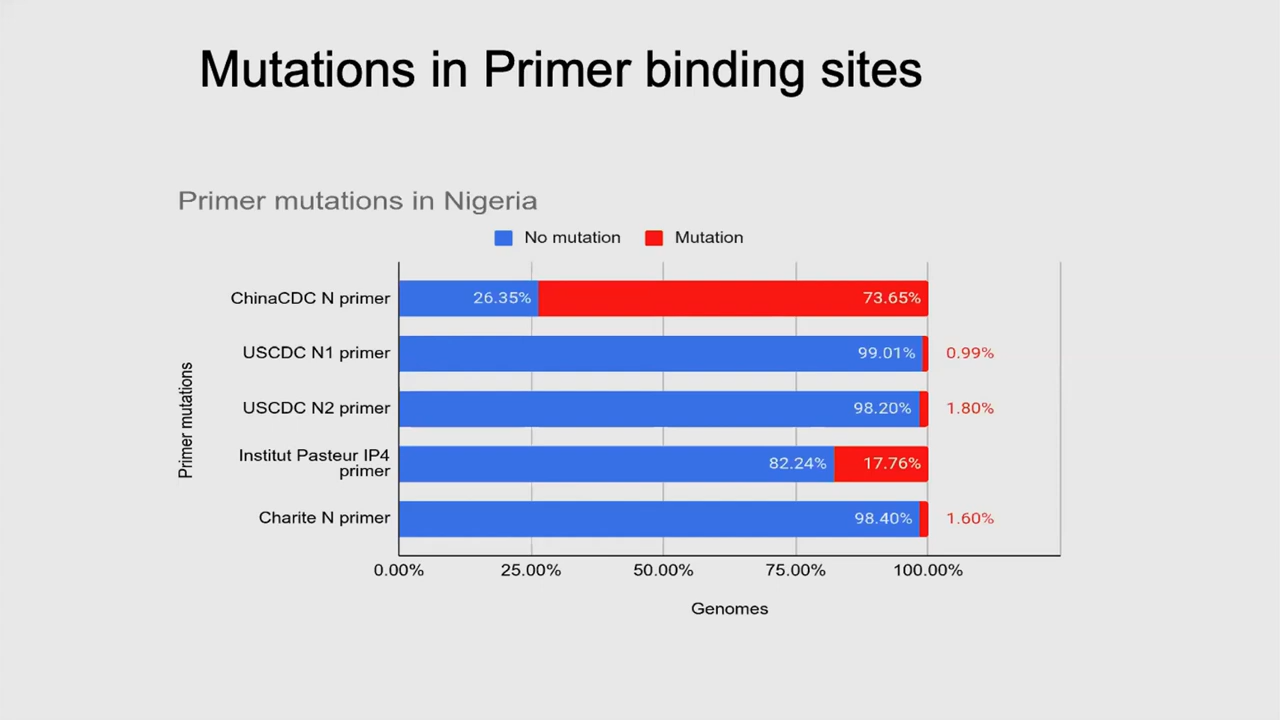 Mutations in Primer binding sites
Primer mutations in Nigeria
No mutation Mutation
Primer mutations
ChinaCDC N primer 26.35% 73.65%
USCDC N1 primer 99.01% 0.99%
USCDC N2 primer 98.20% 1.80%
Institut Pasteur IP4
primer 82.24% 17.76%
Charite N primer 98.40% 1.60%
0.00% 25.00% 50.00% 75.00% 100.00%
Genomes